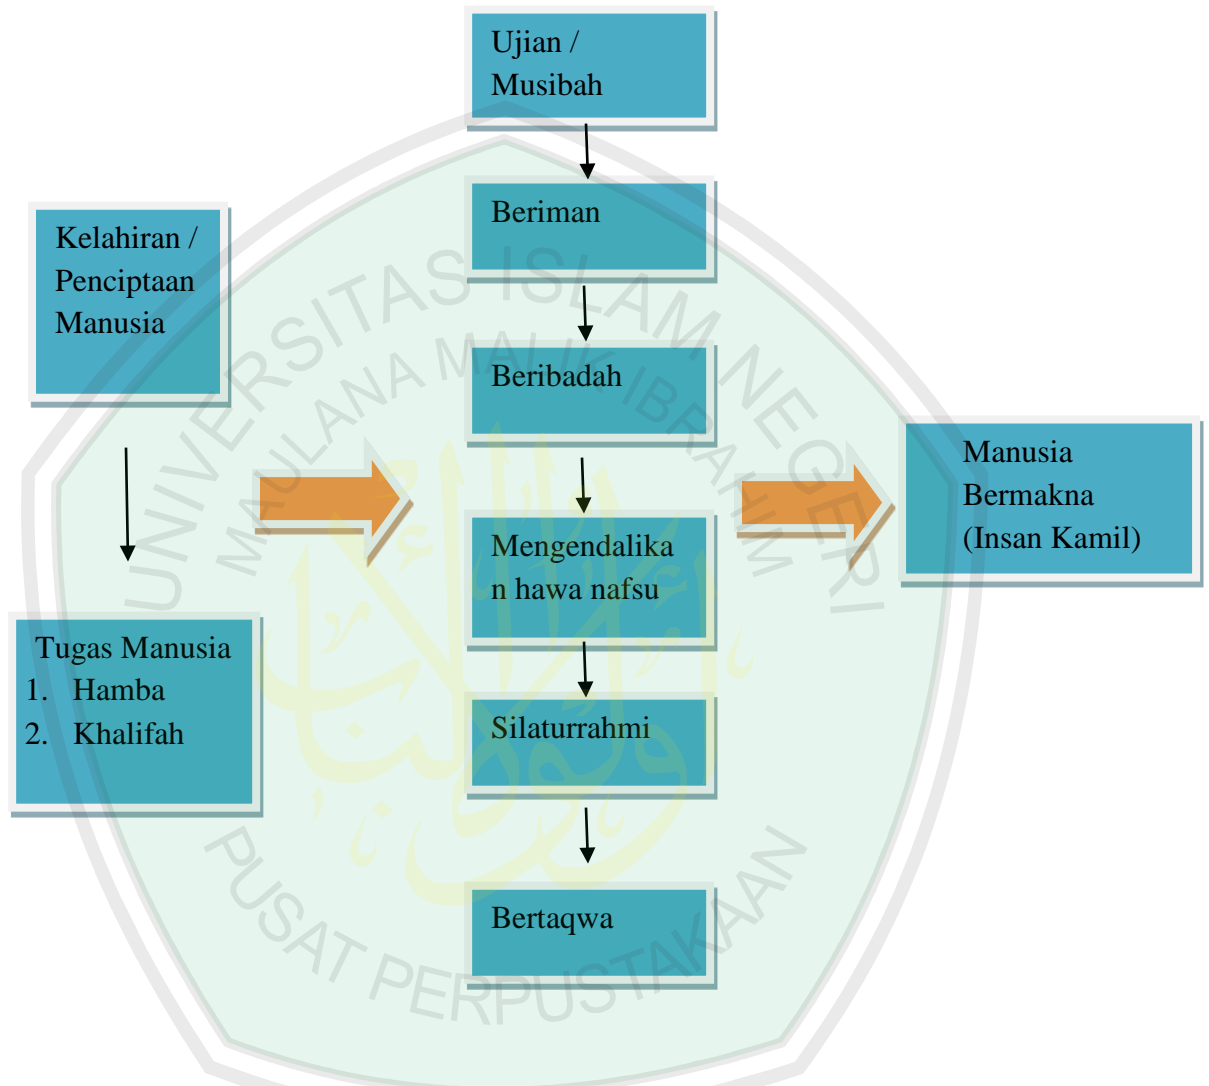 Ujian /
Musibah
Beriman
Kelahiran /
Penciptaan
Manusia
Beribadah
Manusia
Bermakna
(Insan Kamil)
Mengendalika
n hawa nafsu
Tugas Manusia
1. Hamba
2. Khalifah
Silaturrahmi
Bertaqwa
UNIVERSITAS ISLAM NEGERI
MAULANA MALIK IBRAHIM
PUSAT PERPUSTAKAAN